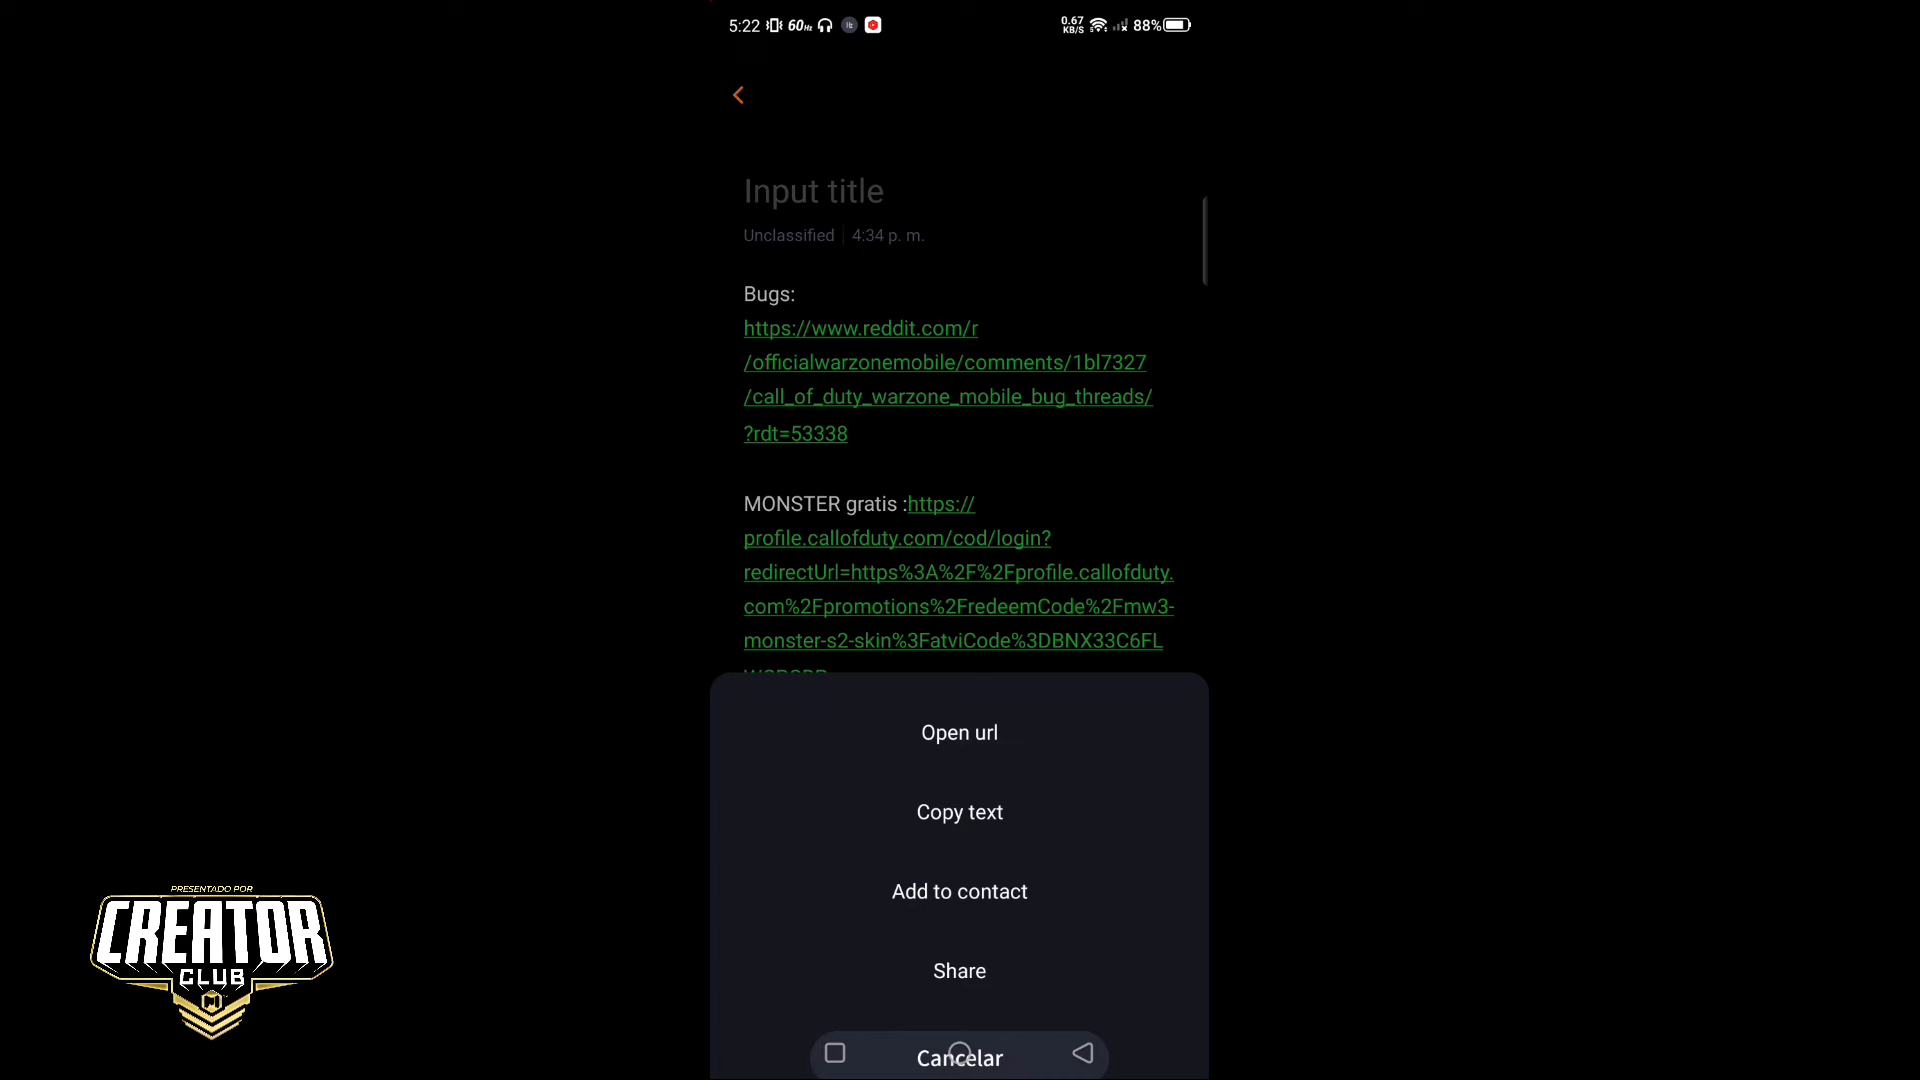 5:22 60Hz 0.67 KB/S 88%
Input title
Unclassified | 4:34 p. m.
Bugs:
https://www.reddit.com/r
/officialwarzonemobile/comments/1bl7327
/call_of_duty_warzone_mobile_bug_threads/
?rdt=53338
MONSTER gratis :https://
profile.callofduty.com/cod/login?
redirectUrl=https%3A%2F%2Fprofile.callofduty.
com%2Fpromotions%2FredeemCode%2Fmw3-
monster-s2-skin%3FatviCode%3DBNX33C6FL
Open url
Copy text
Add to contact
Share
Cancelar
PRESENTADO POR
CREATOR
CLUB